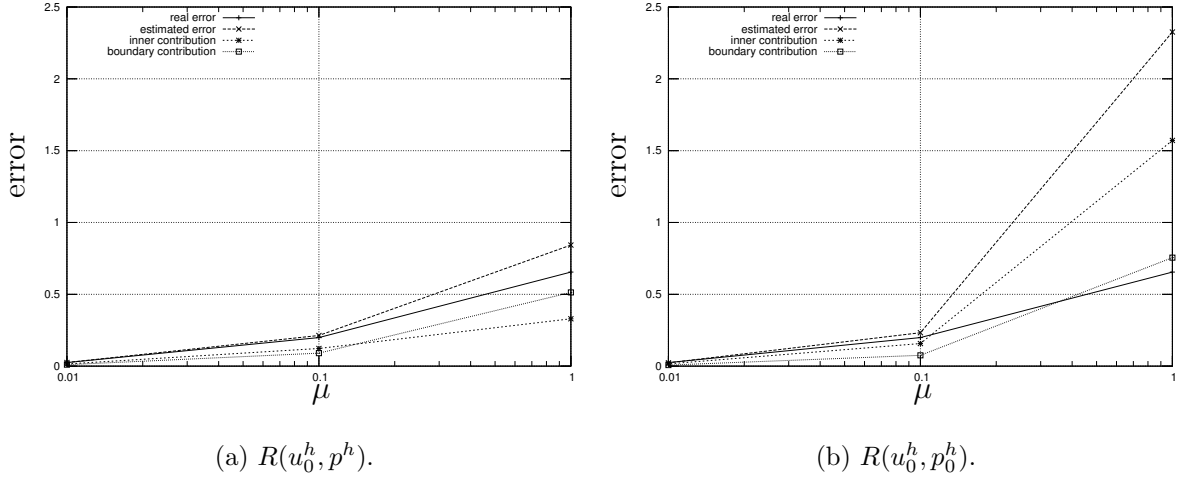 real error
estimated error
inner contribution
boundary contribution
2.5
2
1.5
1
0.5
0
0.01
0.1
1
error
μ
(a) R(u_0^h, p^h).
real error
estimated error
inner contribution
boundary contribution
2.5
2
1.5
1
0.5
0
0.01
0.1
1
error
μ
(b) R(u_0^h, p_0^h).